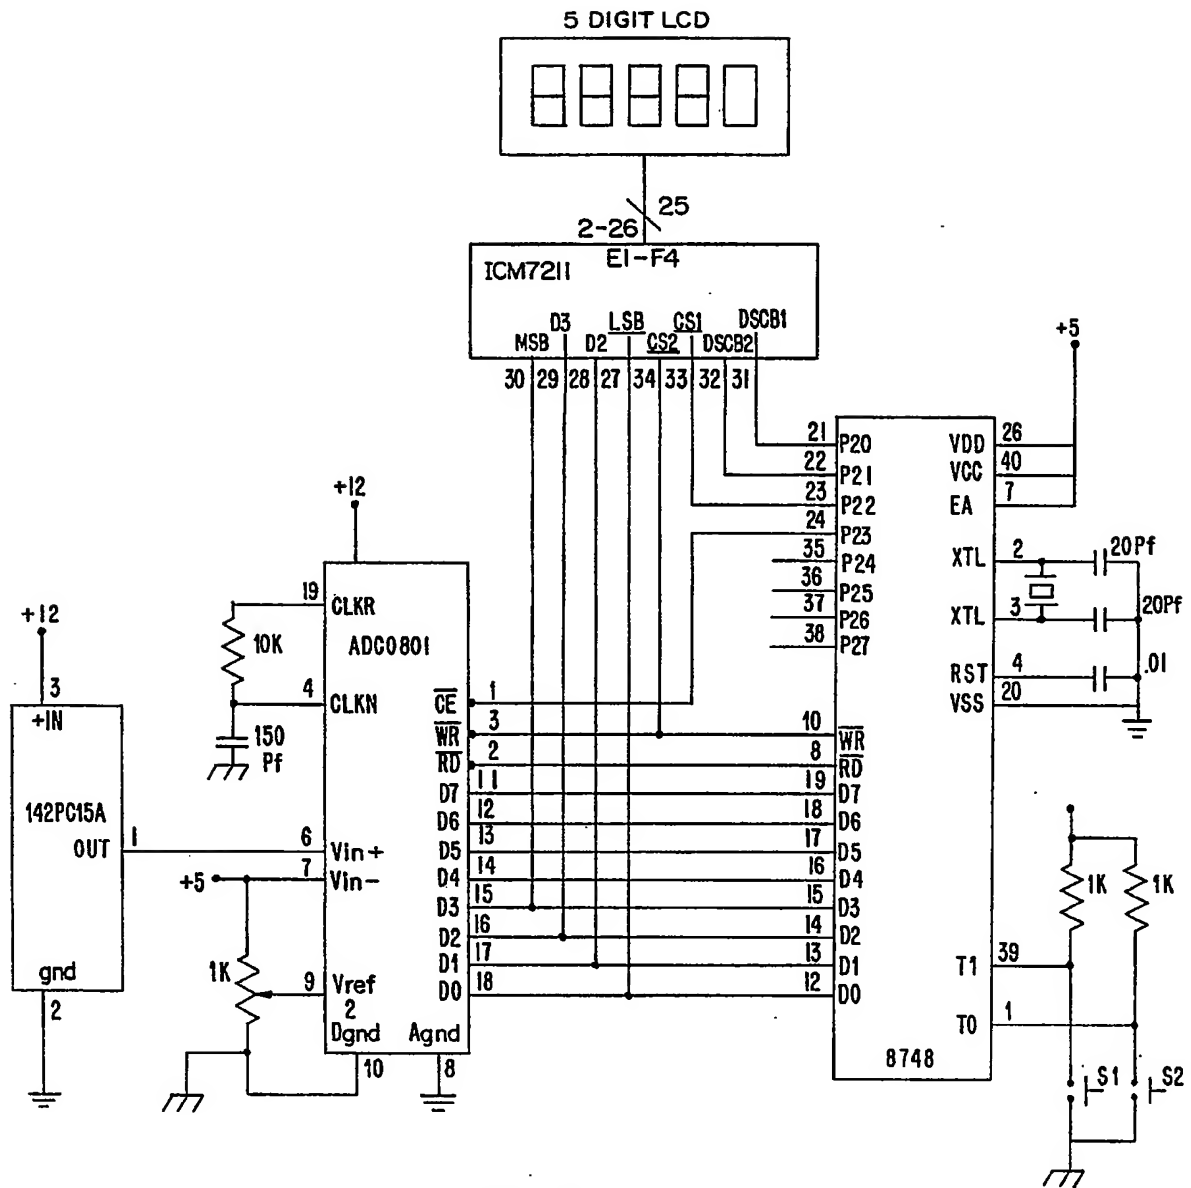 5 DIGIT LCD
25
2-26
E1-F4
ICM7211
MSB D3 D2 LSB CS2 CS1 DSCB2 DSCB1
30 29 28 27 34 33 32 31
+5
21 P20
22 P21
23 P22
24 P23
35 P24
36 P25
37 P26
38 P27
VDD 26
VCC 40
EA 7
XTL 2 20Pf
XTL 3 20Pf
RST 4 .01
VSS 20
10 WR
8 RD
19 D7
18 D6
17 D5
16 D4
15 D3
14 D2
13 D1
12 D0
8748
T1 39
T0 1
1K 1K
S1 S2
+12
19 CLKR
10K
ADC0801
4 CLKN
150
Pf
CE 1
WR 3
RD 2
D7 11
D6 12
D5 13
D4 14
D3 15
D2 16
D1 17
D0 18
6 Vin+
7 Vin-
+5
1K
9 Vref
2
Dgnd Agnd
10 8
+12
3
+IN
142PC15A
OUT 1
gnd
2